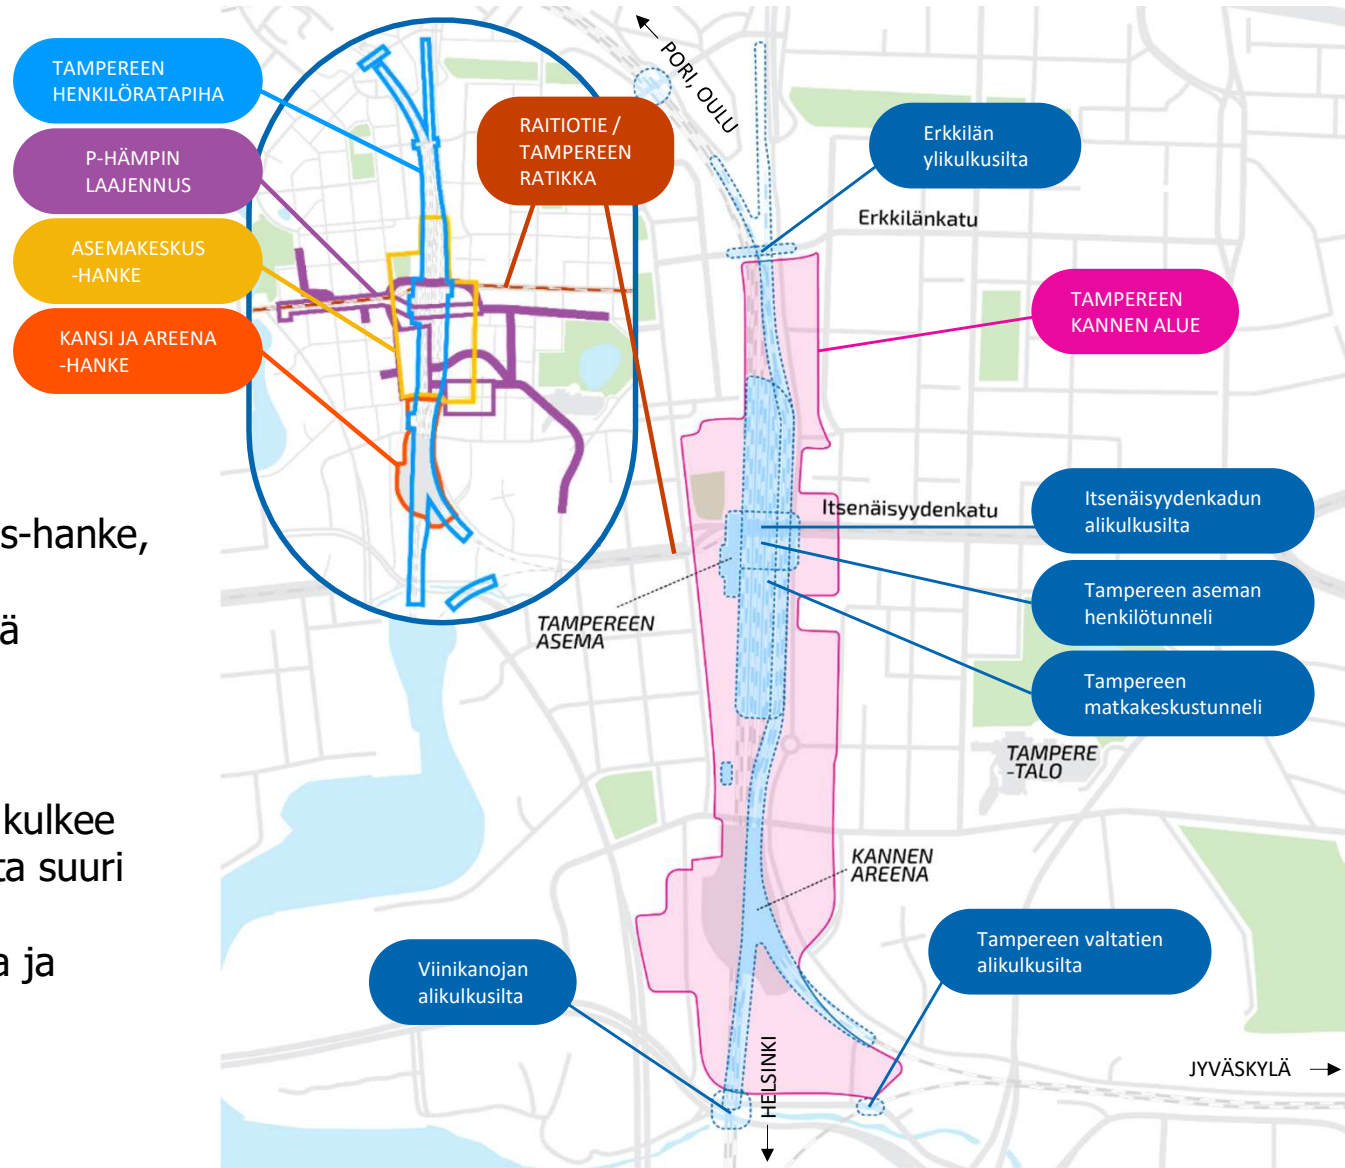 TAMPEREEN
HENKILÖRATAPIHA
P-HÄMPIN
LAAJENNUS
ASEMAKESKUS
-HANKE
KANSI JA AREENA
-HANKE
RAITIOTIE /
TAMPEREEN
RATIKKA
PORI, OULU
Erkkilän
ylikulkusilta
Erkkilänkatu
TAMPEREEN
KANNEN ALUE
Itsenäisyydenkatu
Itsenäisyydenkadun
alikulkusilta
Tampereen aseman
henkilötunneli
Tampereen
matkakeskustunneli
TAMPEREEN
ASEMA
TAMPERE
-TALO
KANNEN
AREENA
Viinikanojan
alikulkusilta
Tampereen valtatien
alikulkusilta
HELSINKI
JYVÄSKYLÄ
s-hanke,
ä
kulkee
ta suuri
a ja